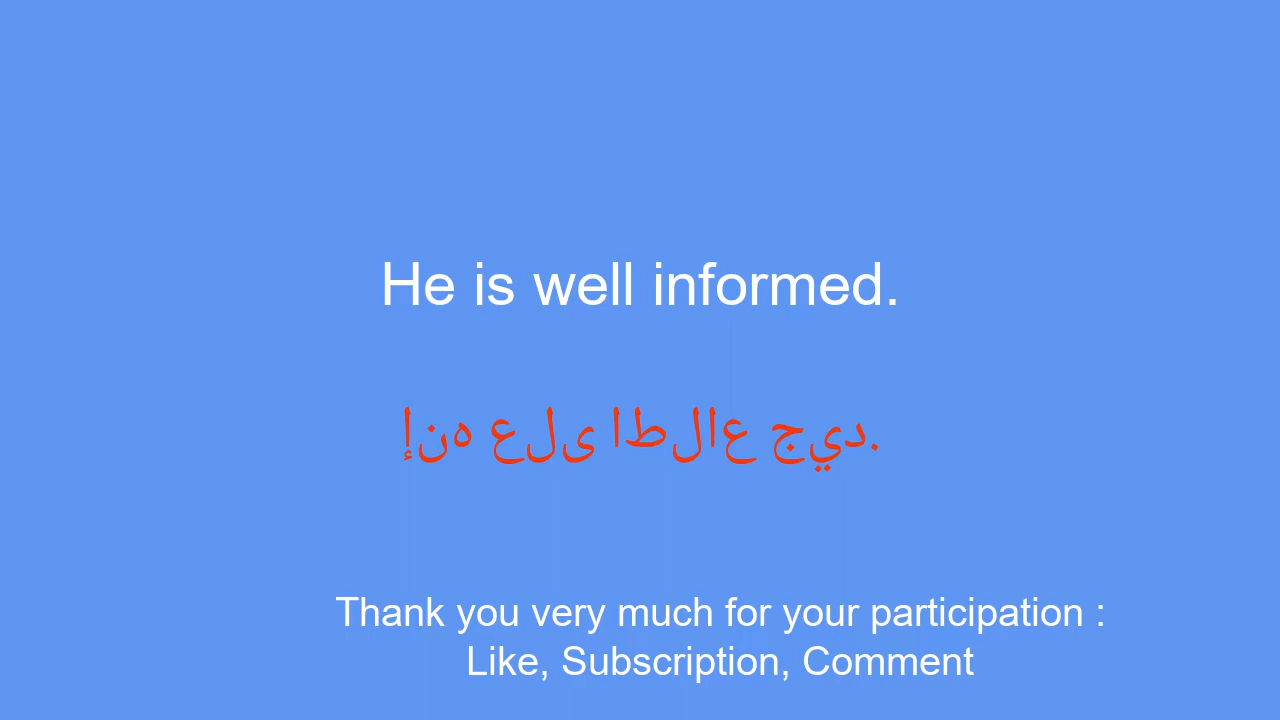 He is well informed.
إنه على اطلاع جيد.
Thank you very much for your participation :
Like, Subscription, Comment